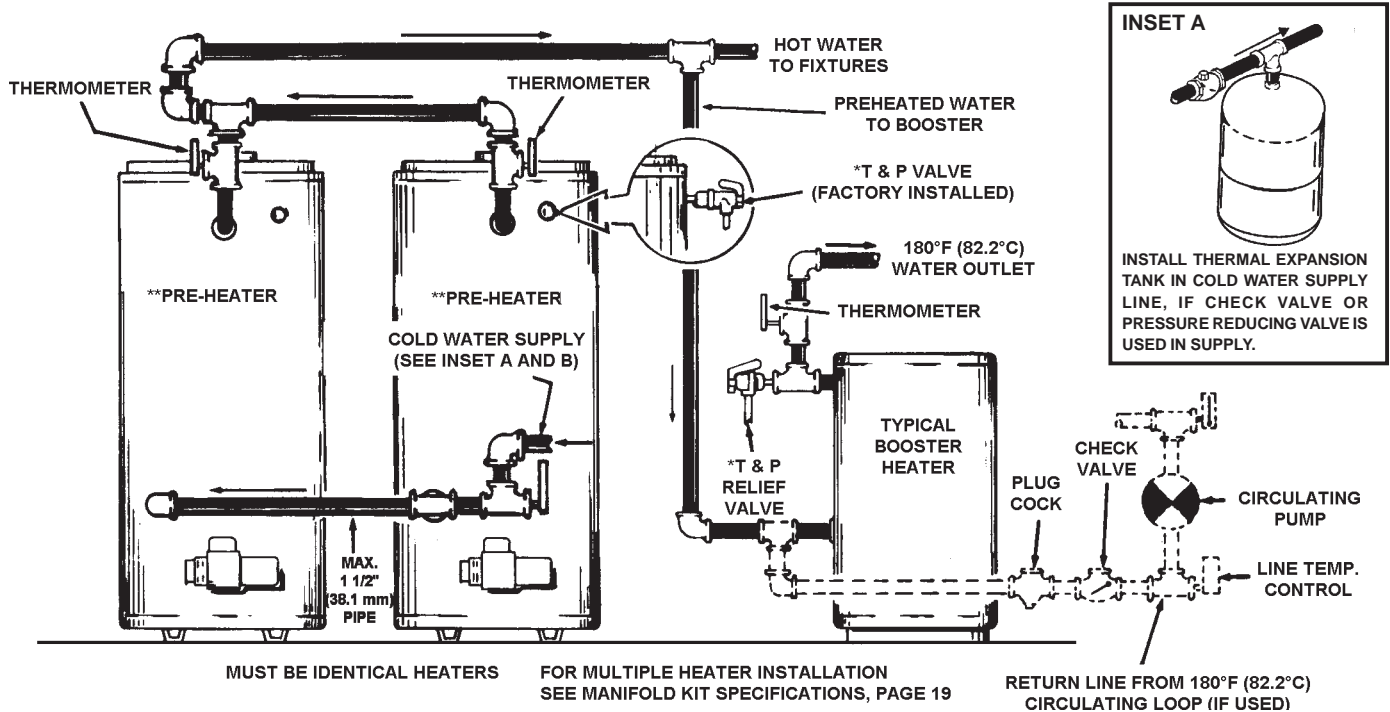 HOT WATER
TO FIXTURES
THERMOMETER
THERMOMETER
PREHEATED WATER
TO BOOSTER
*T & P VALVE
(FACTORY INSTALLED)
180°F (82.2°C)
WATER OUTLET
THERMOMETER
**PRE-HEATER
**PRE-HEATER
COLD WATER SUPPLY
(SEE INSET A AND B)
TYPICAL
BOOSTER
HEATER
*T & P
RELIEF
VALVE
PLUG
COCK
CHECK
VALVE
CIRCULATING
PUMP
LINE TEMP.
CONTROL
MAX.
1 1/2"
(38.1 mm)
PIPE
MUST BE IDENTICAL HEATERS
FOR MULTIPLE HEATER INSTALLATION
SEE MANIFOLD KIT SPECIFICATIONS, PAGE 19
RETURN LINE FROM 180°F (82.2°C)
CIRCULATING LOOP (IF USED)
INSET A
INSTALL THERMAL EXPANSION
TANK IN COLD WATER SUPPLY
LINE, IF CHECK VALVE OR
PRESSURE REDUCING VALVE IS
USED IN SUPPLY.